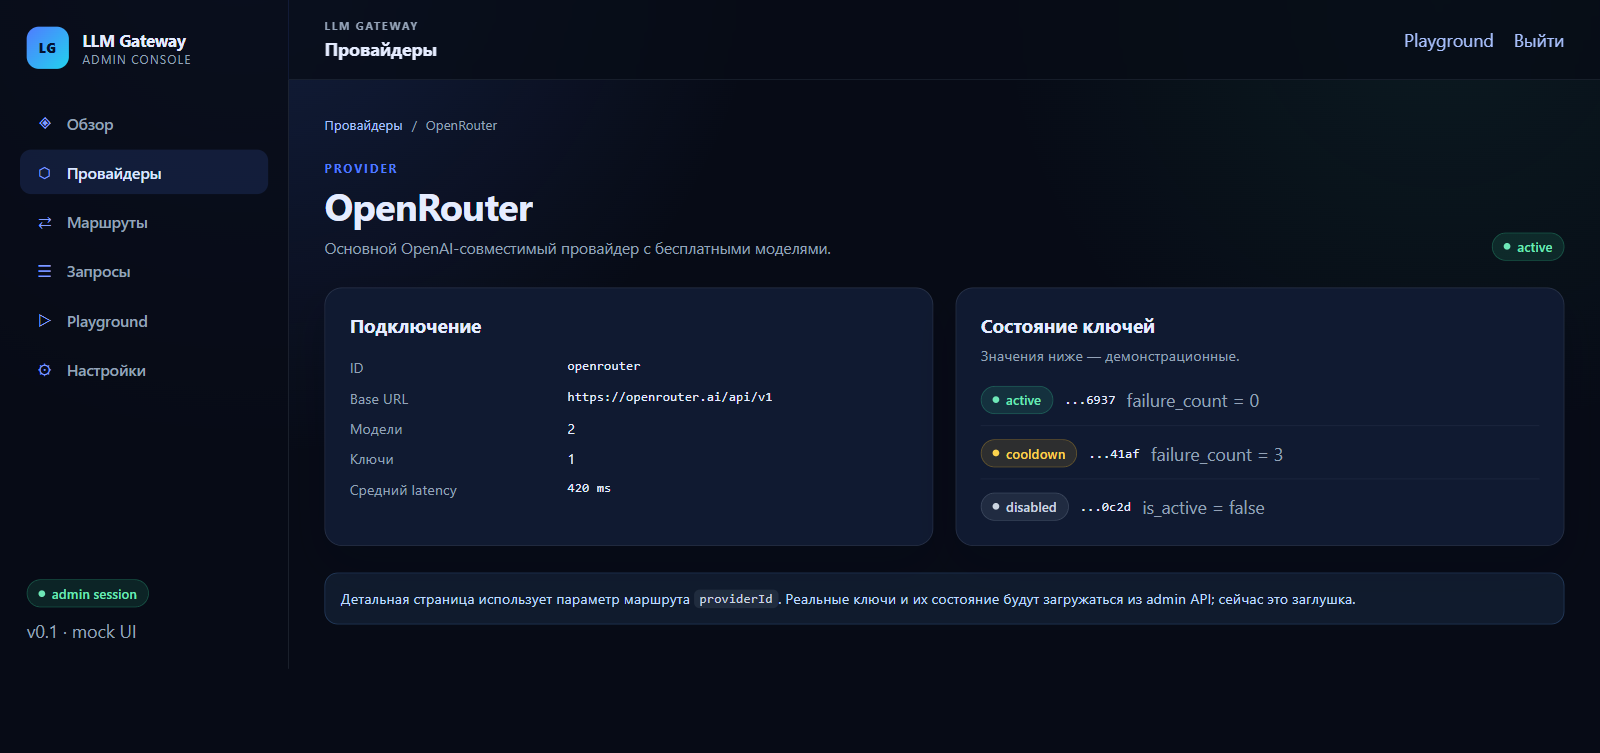 LG
LLM Gateway
ADMIN CONSOLE
Обзор
Провайдеры
Маршруты
Запросы
Playground
Настройки
admin session
v0.1 · mock UI
LLM GATEWAY
Провайдеры
Playground Выйти
Провайдеры / OpenRouter
PROVIDER
OpenRouter
Основной OpenAI-совместимый провайдер с бесплатными моделями.
active
Подключение
ID openrouter
Base URL https://openrouter.ai/api/v1
Модели 2
Ключи 1
Средний latency 420 ms
Состояние ключей
Значения ниже — демонстрационные.
active ...6937 failure_count = 0
cooldown ...41af failure_count = 3
disabled ...0c2d is_active = false
Детальная страница использует параметр маршрута providerId. Реальные ключи и их состояние будут загружаться из admin API; сейчас это заглушка.